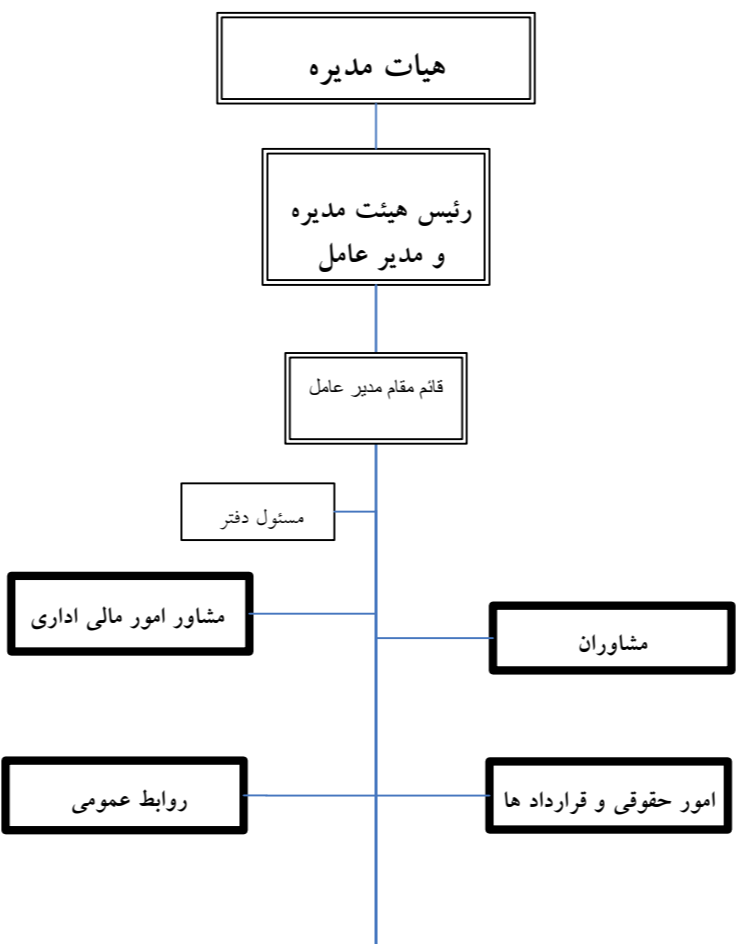 هیات مدیره
رئیس هیئت مدیره
و مدیر عامل
قائم مقام مدیر عامل
مسئول دفتر
مشاور امور مالی اداری
مشاوران
امور حقوقی و قرارداد ها
روابط عمومی